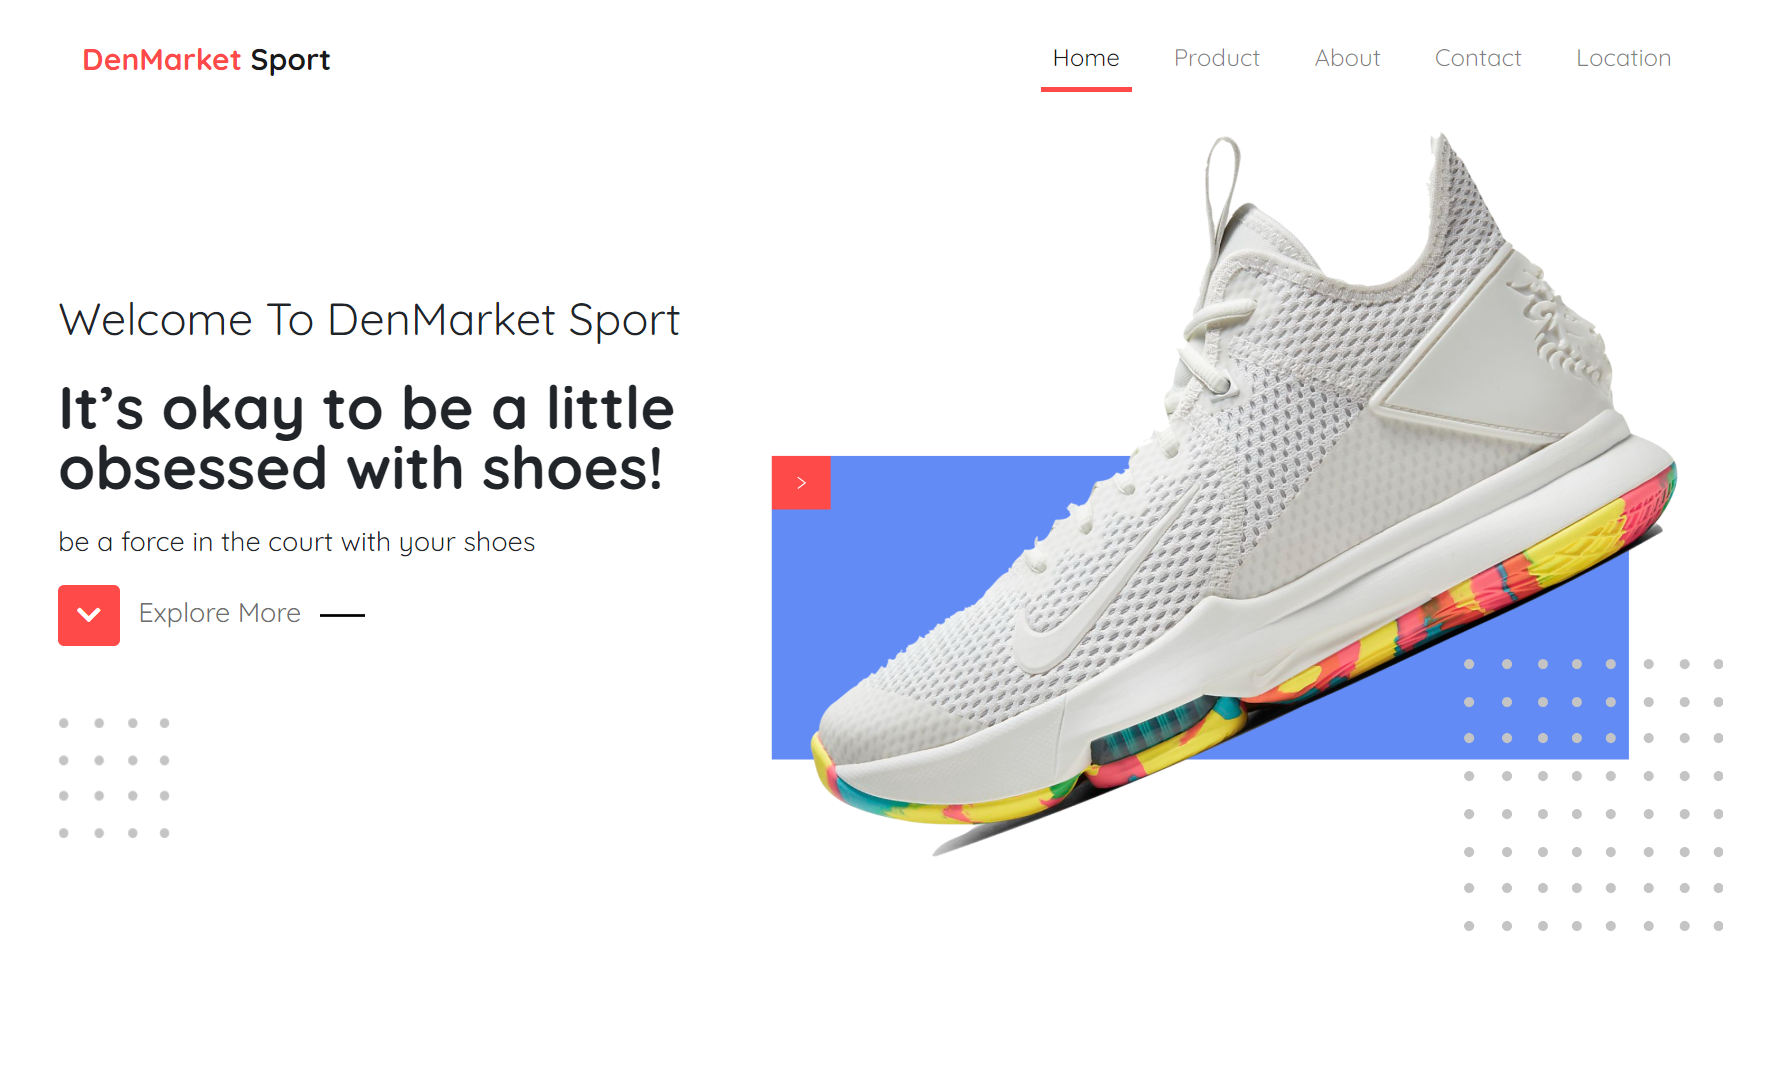 DenMarket Sport
Home
Product
About
Contact
Location
Welcome To DenMarket Sport
It’s okay to be a little
obsessed with shoes!
be a force in the court with your shoes
Explore More